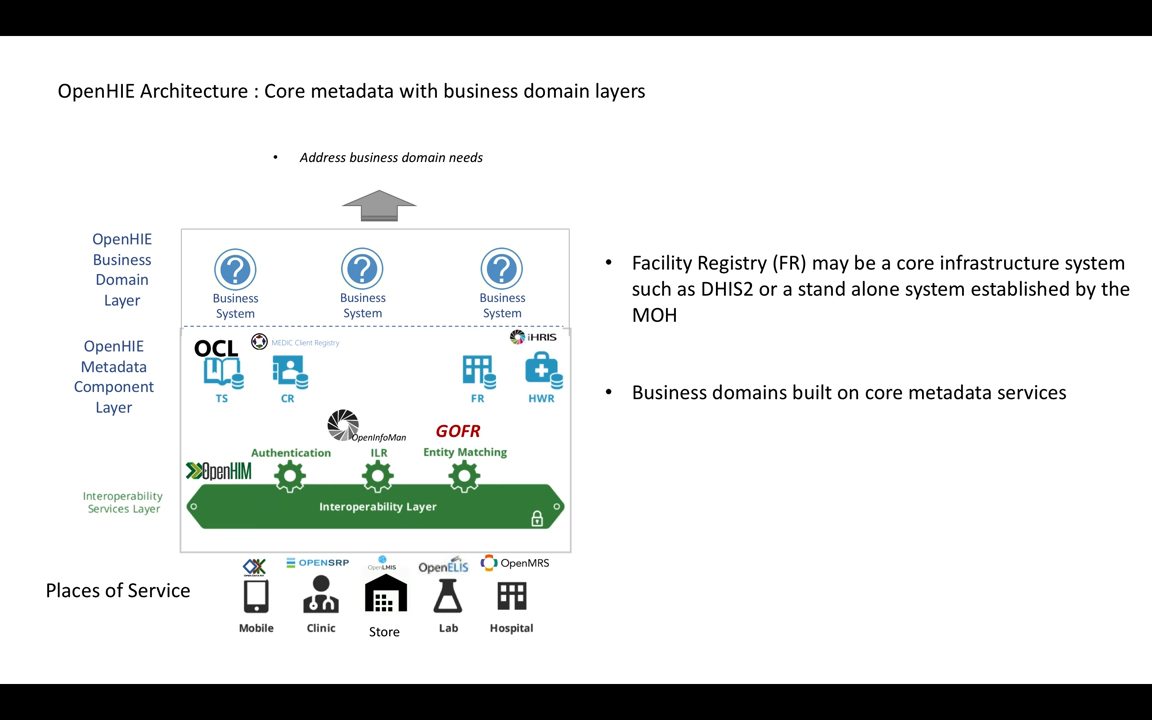 OpenHIE Architecture : Core metadata with business domain layers
• Address business domain needs
OpenHIE
Business
Domain
Layer
Business
System
Business
System
Business
System
• Facility Registry (FR) may be a core infrastructure system
such as DHIS2 or a stand alone system established by the
MOH
• Business domains built on core metadata services
OpenHIE
Metadata
Component
Layer
OCL
MEDIC Client Registry
iHRIS
TS
CR
FR
HWR
OpenInfoMan
GOFR
Authentication
ILR
Entity Matching
OpenHIM
Interoperability
Services Layer
Interoperability Layer
Places of Service
OPENSRP
OpenLMIS
OpenELIS
OpenMRS
Mobile
Clinic
Store
Lab
Hospital